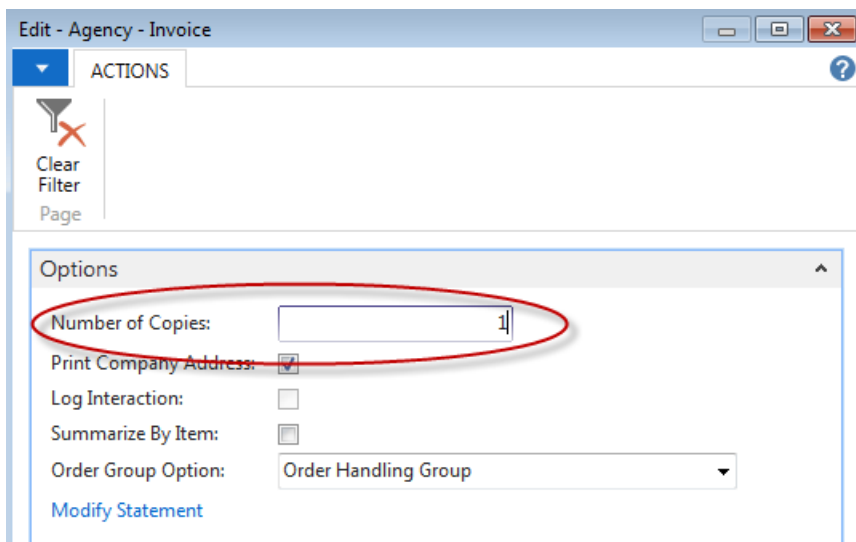 Edit - Agency - Invoice
ACTIONS
?
Clear
Filter
Page
Options
Number of Copies: 1
Print Company Address:
Log Interaction:
Summarize By Item:
Order Group Option: Order Handling Group
Modify Statement